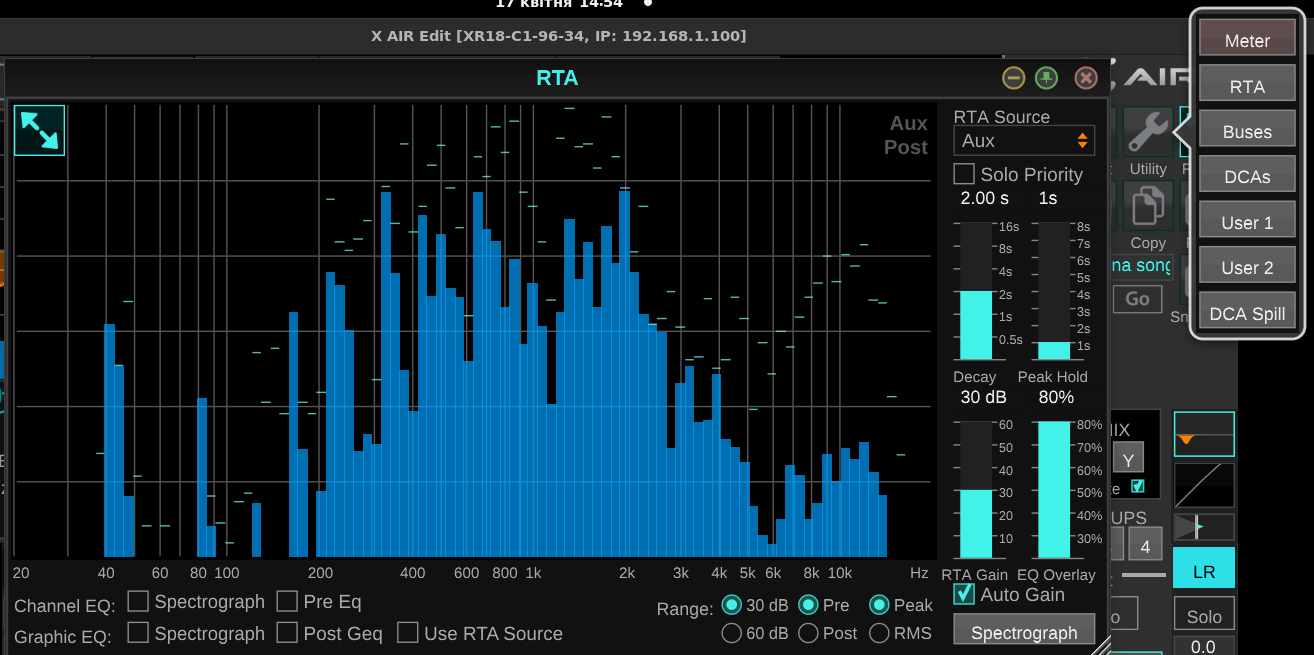 17 квітня 14:54
X AIR Edit [XR18-C1-96-34, IP: 192.168.1.100]
RTA
Aux
Post
RTA Source
Aux
Solo Priority
2.00 s 1s
16s
8s
4s
2s
1s
0.5s
8s
7s
6s
5s
4s
3s
2s
1s
Decay Peak Hold
30 dB 80%
60
50
40
30
20
10
80%
70%
60%
50%
40%
30%
RTA Gain EQ Overlay
Auto Gain
Spectrograph
20 40 60 80 100 200 400 600 800 1k 2k 3k 4k 5k 6k 8k 10k Hz
Channel EQ: Spectrograph Pre Eq
Graphic EQ: Spectrograph Post Geq Use RTA Source
Range: 30 dB Pre Peak
60 dB Post RMS
AIR
Utility
Copy
na song
Go
Y
4
LR
Solo
0.0
Meter
RTA
Buses
DCAs
User 1
User 2
DCA Spill